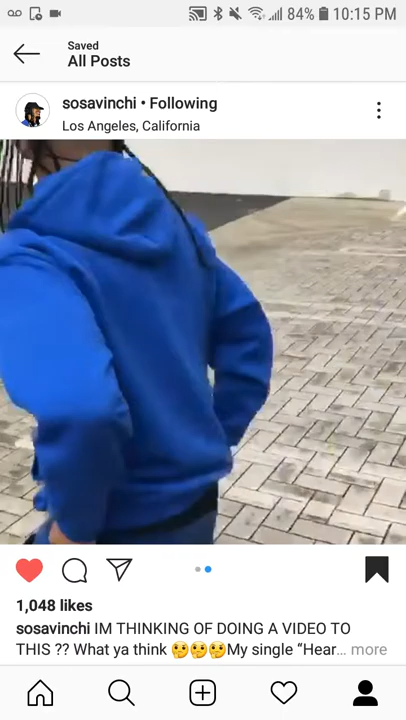 84% 10:15 PM
Saved
All Posts
sosavinchi • Following
Los Angeles, California
1,048 likes
sosavinchi IM THINKING OF DOING A VIDEO TO
THIS ?? What ya think 🤔🤔🤔My single “Hear... more